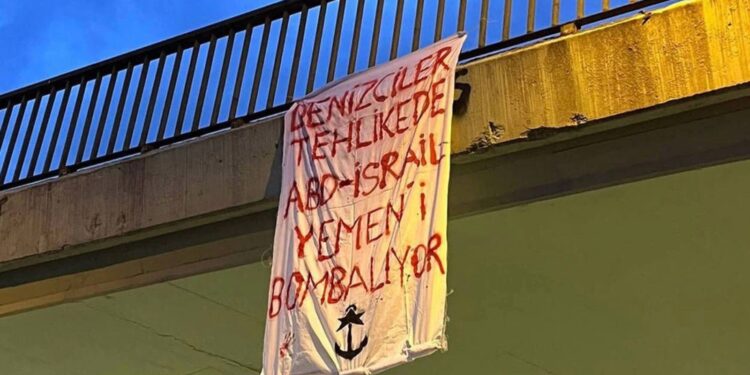 DENİZCİLER
TEHLİKEDE
ABD-İSRAİL
YEMEN'İ
BOMBALIYOR